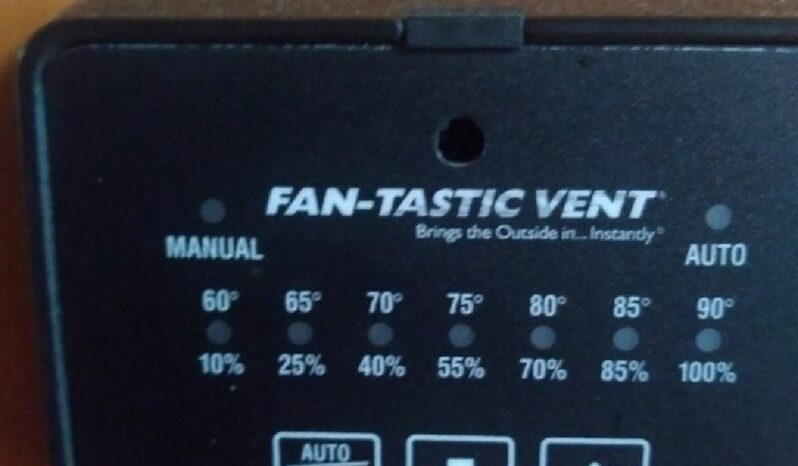 FAN-TASTIC VENT
Brings the Outside in... Instantly®
MANUAL
AUTO
60° 65° 70° 75° 80° 85° 90°
10% 25% 40% 55% 70% 85% 100%
AUTO